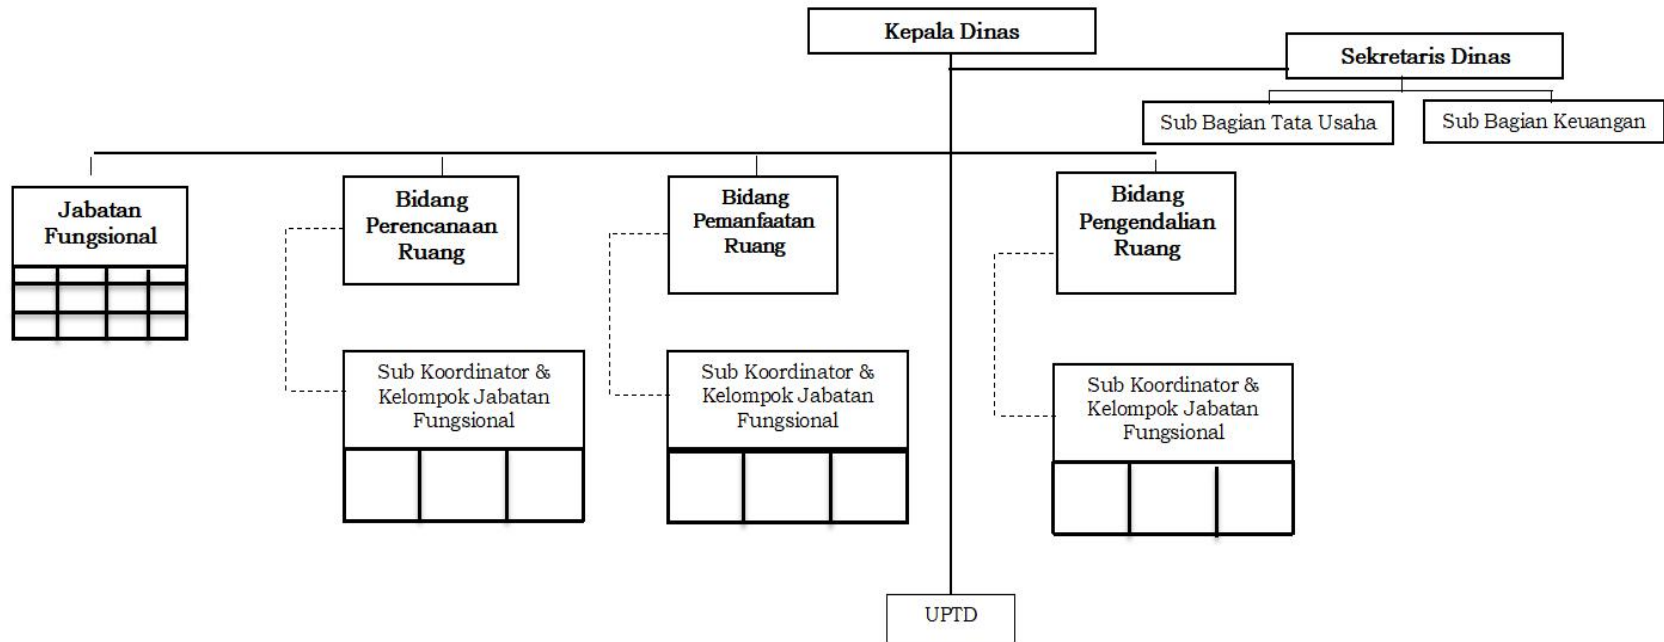 Kepala Dinas
Sekretaris Dinas
Sub Bagian Tata Usaha
Sub Bagian Keuangan
Jabatan
Fungsional
Bidang
Perencanaan
Ruang
Bidang
Pemanfaatan
Ruang
Bidang
Pengendalian
Ruang
Sub Koordinator &
Kelompok Jabatan
Fungsional
Sub Koordinator &
Kelompok Jabatan
Fungsional
Sub Koordinator &
Kelompok Jabatan
Fungsional
UPTD